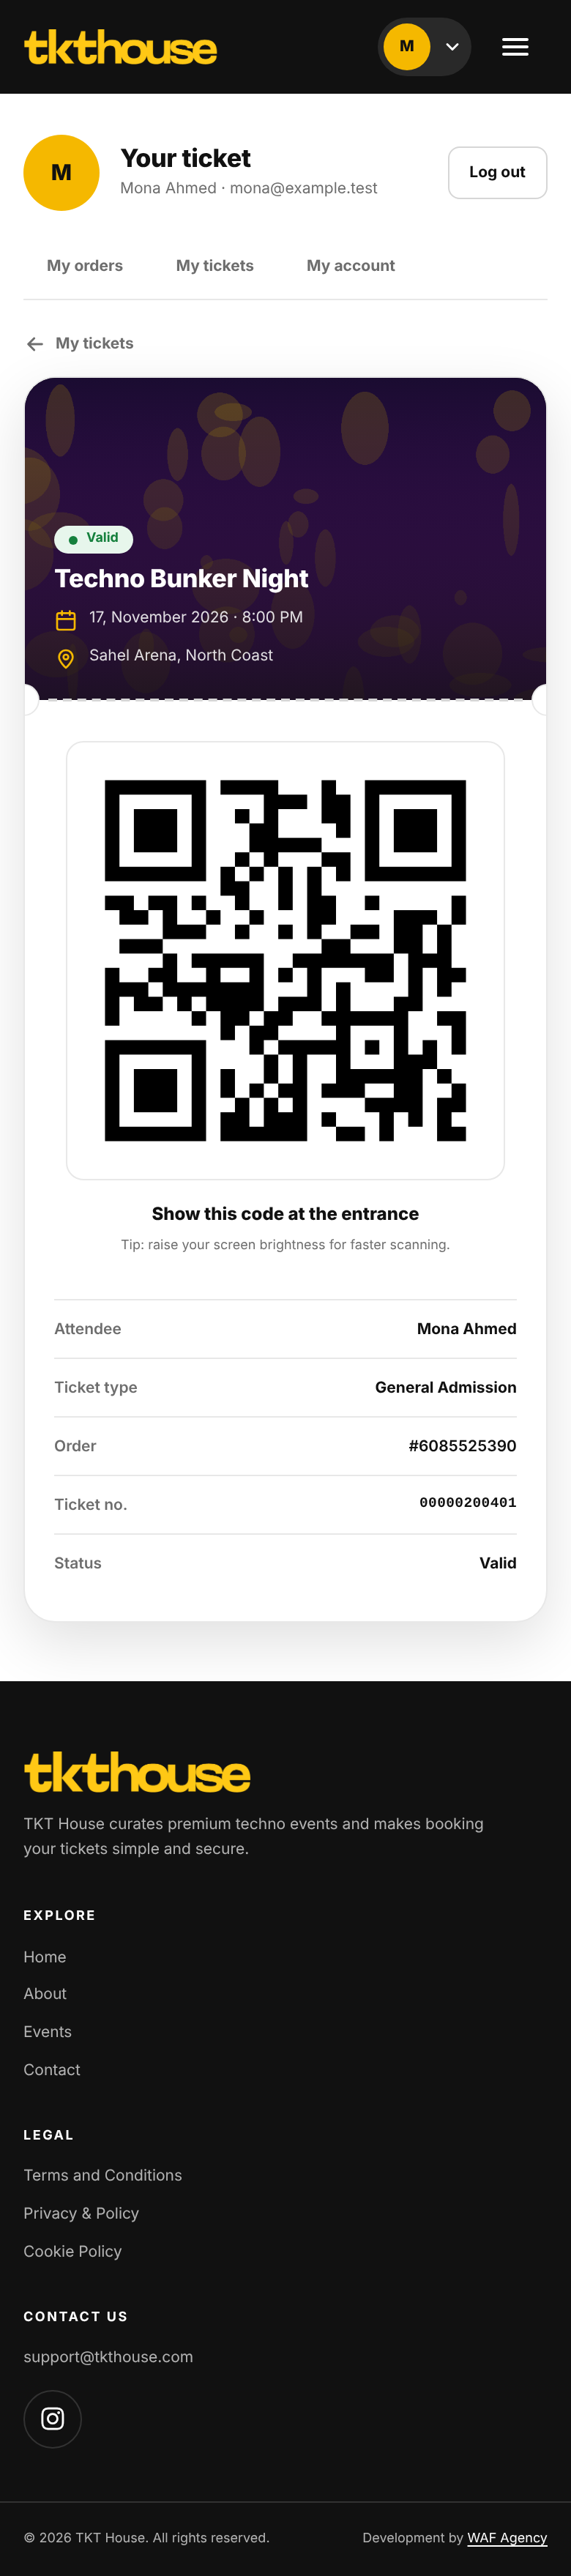 tkthouse
M
M
Your ticket
Mona Ahmed · mona@example.test
Log out
My orders
My tickets
My account
My tickets
Valid
Techno Bunker Night
17, November 2026 · 8:00 PM
Sahel Arena, North Coast
Show this code at the entrance
Tip: raise your screen brightness for faster scanning.
Attendee
Mona Ahmed
Ticket type
General Admission
Order
#6085525390
Ticket no.
00000200401
Status
Valid
tkthouse
TKT House curates premium techno events and makes booking
your tickets simple and secure.
EXPLORE
Home
About
Events
Contact
LEGAL
Terms and Conditions
Privacy & Policy
Cookie Policy
CONTACT US
support@tkthouse.com
© 2026 TKT House. All rights reserved.
Development by WAF Agency